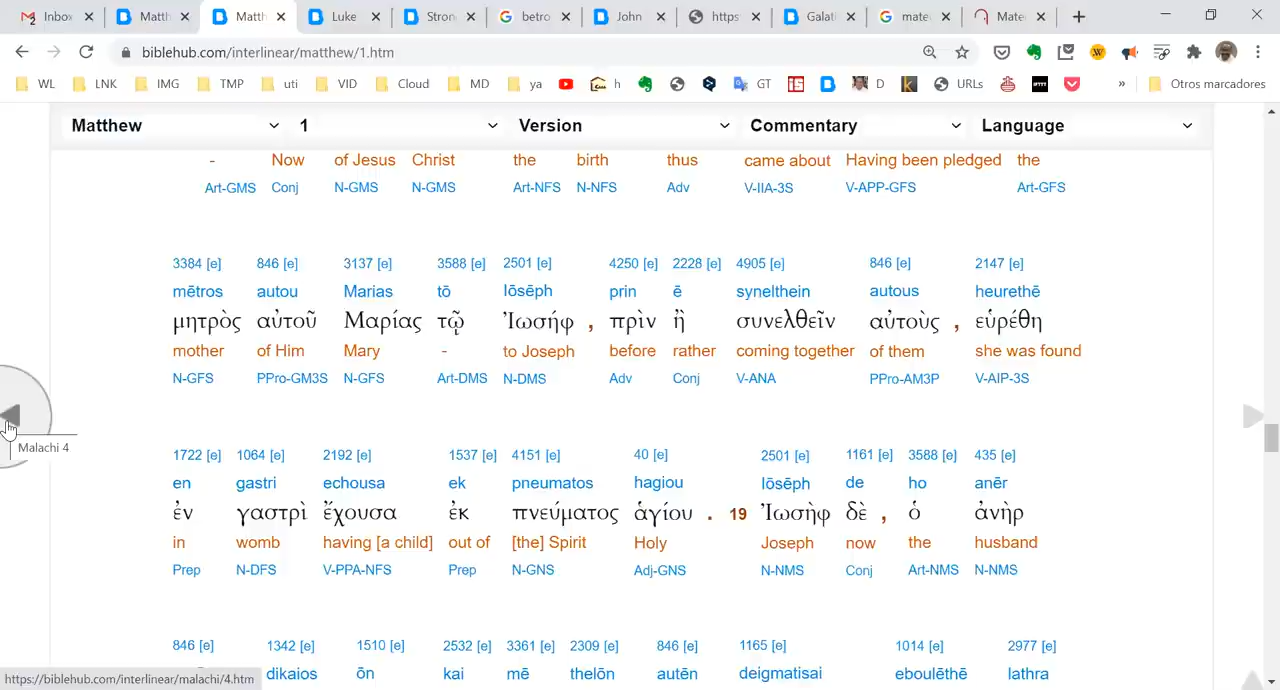 Inbox Matth Matth Luke Stron betro John https Galati mate Mate
biblehub.com/interlinear/matthew/1.htm
WL LNK IMG TMP uti VID Cloud MD ya h GT D k URLs » Otros marcadores
Matthew 1 Version Commentary Language
- Now of Jesus Christ the birth thus came about Having been pledged the
Art-GMS Conj N-GMS N-GMS Art-NFS N-NFS Adv V-IIA-3S V-APP-GFS Art-GFS
3384 [e] 846 [e] 3137 [e] 3588 [e] 2501 [e] 4250 [e] 2228 [e] 4905 [e] 846 [e] 2147 [e]
mētros autou Marias tō Iōsēph prin ē synelthein autous heurethē
μητρὸς αὐτοῦ Μαρίας τῷ Ἰωσήφ , πρὶν ἢ συνελθεῖν αὐτοὺς , εὑρέθη
mother of Him Mary - to Joseph before rather coming together of them she was found
N-GFS PPro-GM3S N-GFS Art-DMS N-DMS Adv Conj V-ANA PPro-AM3P V-AIP-3S
Malachi 4
1722 [e] 1064 [e] 2192 [e] 1537 [e] 4151 [e] 40 [e] 2501 [e] 1161 [e] 3588 [e] 435 [e]
en gastri echousa ek pneumatos hagiou Iōsēph de ho anēr
ἐν γαστρὶ ἔχουσα ἐκ πνεύματος ἁγίου . 19 Ἰωσὴφ δὲ , ὁ ἀνὴρ
in womb having [a child] out of [the] Spirit Holy Joseph now the husband
Prep N-DFS V-PPA-NFS Prep N-GNS Adj-GNS N-NMS Conj Art-NMS N-NMS
846 [e] 1342 [e] 1510 [e] 2532 [e] 3361 [e] 2309 [e] 846 [e] 1165 [e] 1014 [e] 2977 [e]
dikaios ōn kai mē thelōn autēn deigmatisai eboulēthē lathra
https://biblehub.com/interlinear/malachi/4.htm